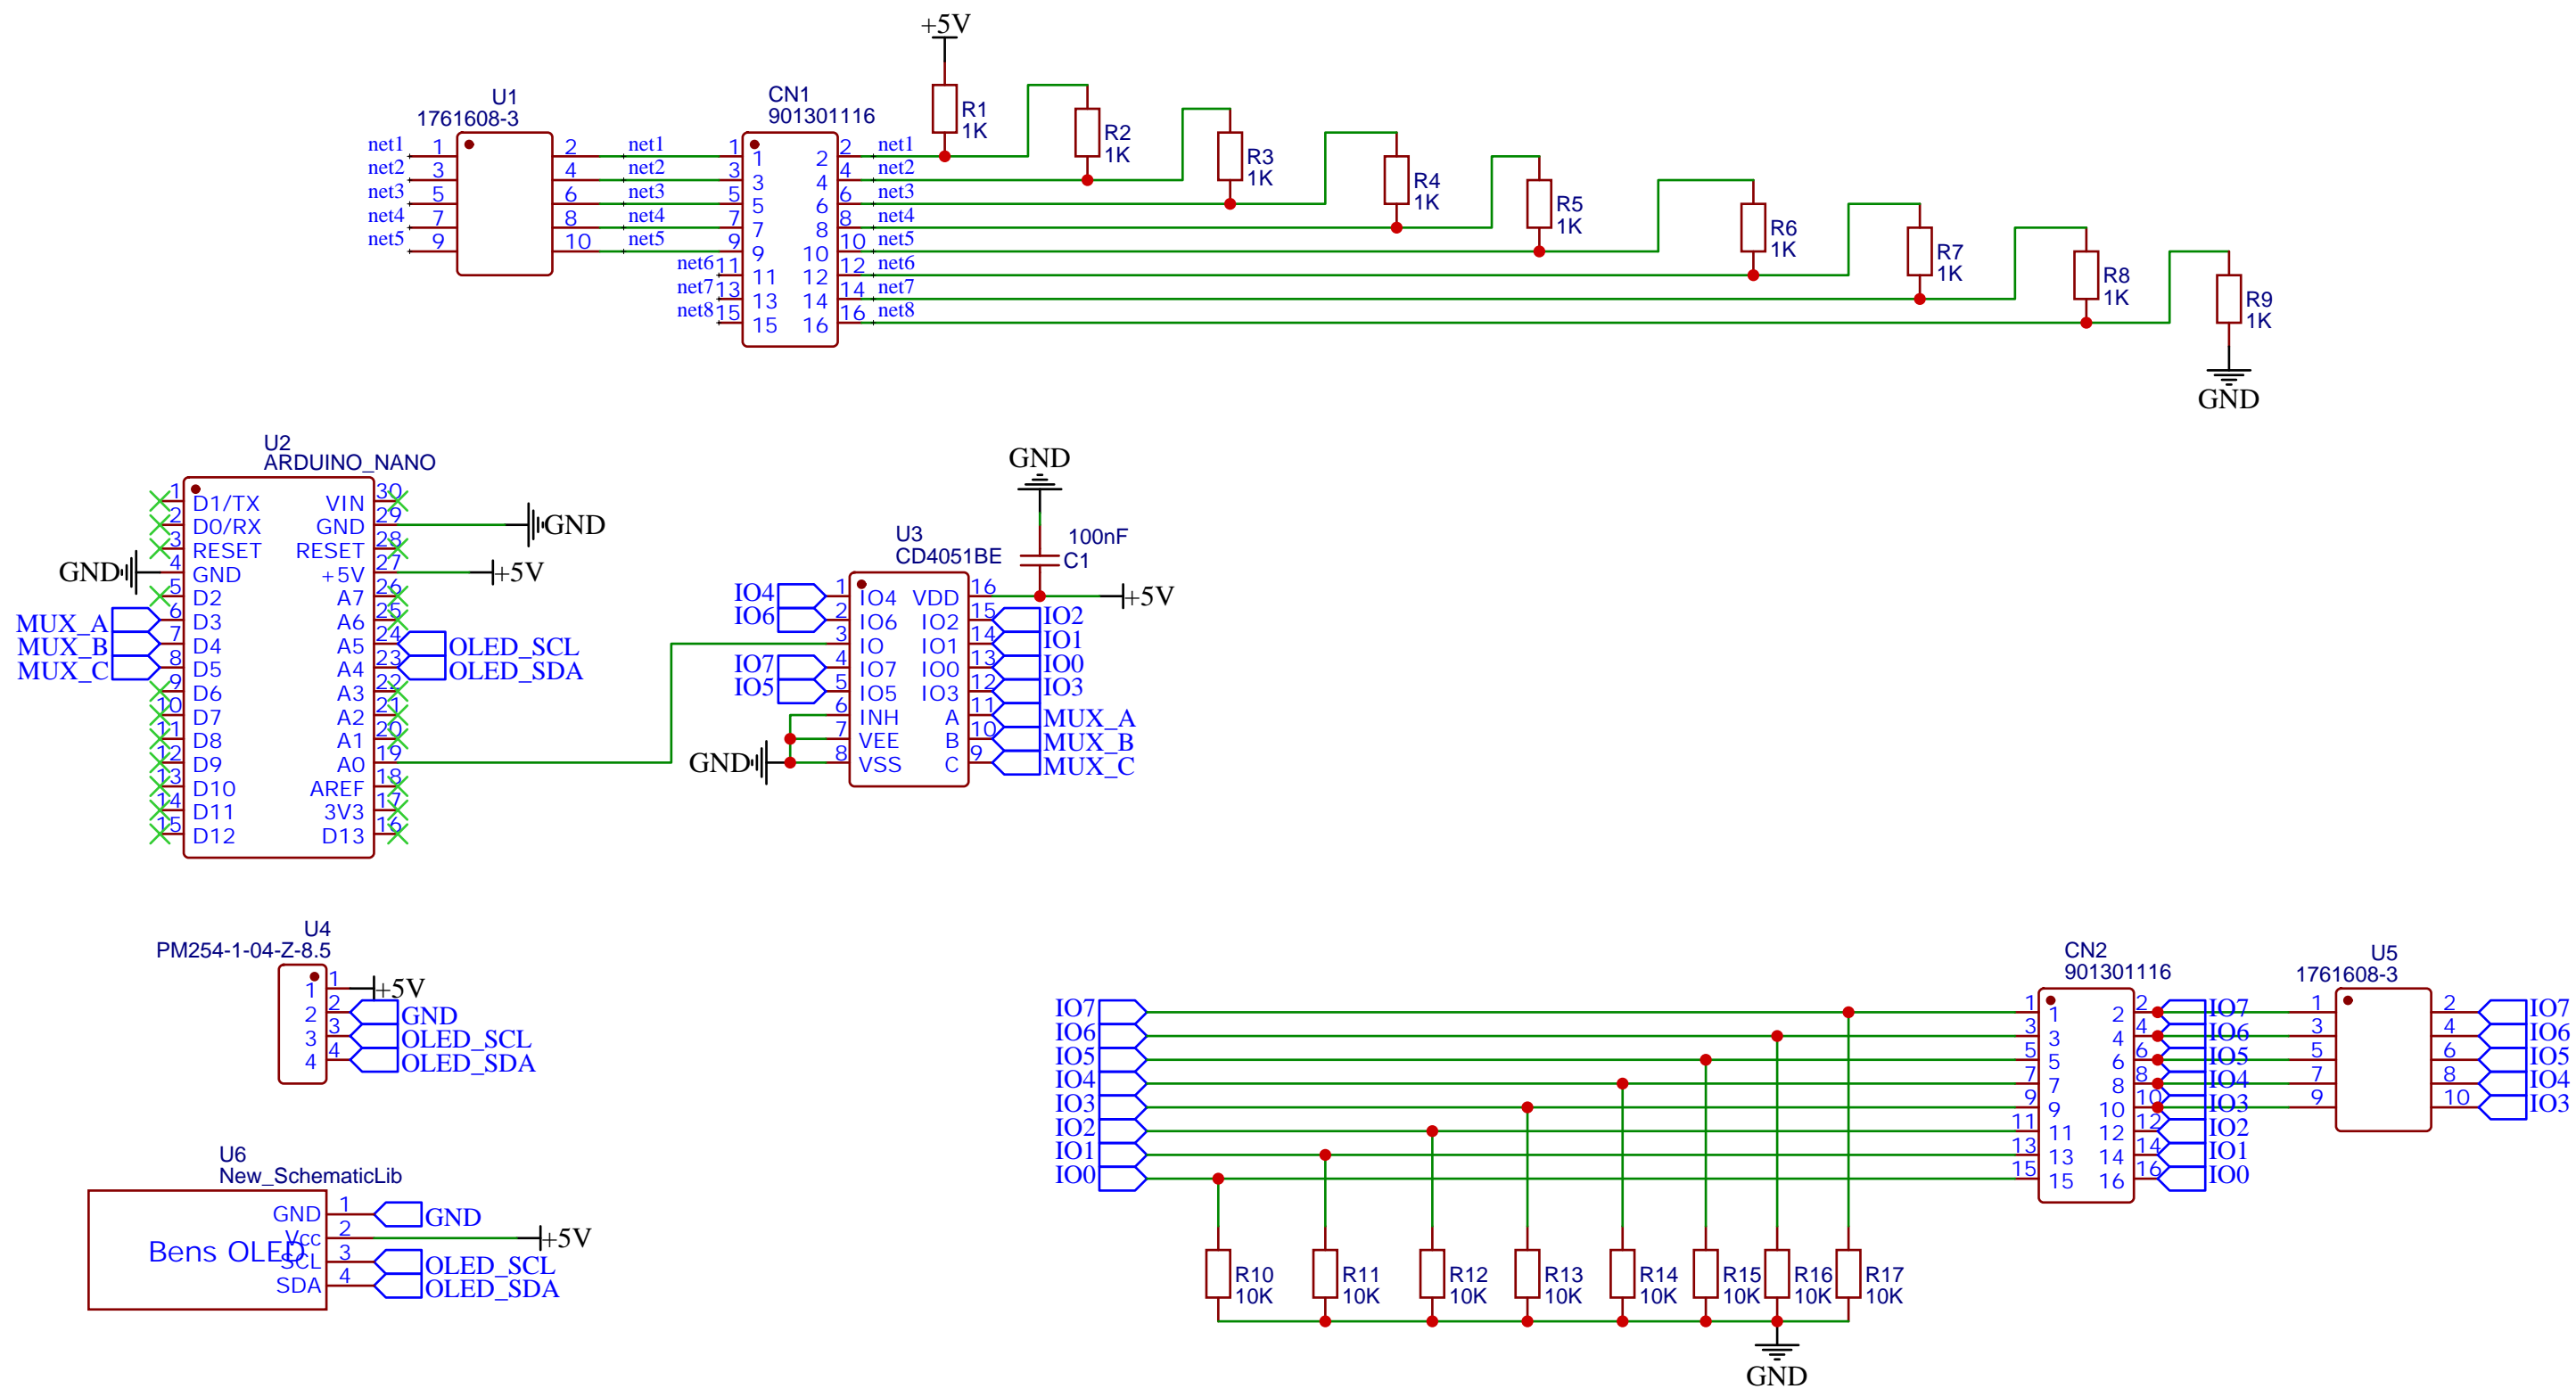 +5V
U1
1761608-3
net1 1 2 net1
net2 3 4 net2
net3 5 6 net3
net4 7 8 net4
net5 9 10 net5
CN1
901301116
1 1 2 2 net1
3 3 4 4 net2
5 5 6 6 net3
7 7 8 8 net4
9 9 10 10 net5
net6 11 11 12 12 net6
net7 13 13 14 14 net7
net8 15 15 16 16 net8
R1
1K
R2
1K
R3
1K
R4
1K
R5
1K
R6
1K
R7
1K
R8
1K
R9
1K
GND
U2
ARDUINO_NANO
1 D1/TX VIN 30
2 D0/RX GND 29 GND
3 RESET RESET 28
GND 4 GND +5V 27 +5V
5 D2 A7 26
MUX_A 6 D3 A6 25
MUX_B 7 D4 A5 24 OLED_SCL
MUX_C 8 D5 A4 23 OLED_SDA
9 D6 A3 22
10 D7 A2 21
11 D8 A1 20
12 D9 A0 19
13 D10 AREF 18
14 D11 3V3 17
15 D12 D13 16
GND
100nF
C1
U3
CD4051BE
IO4 1 IO4 VDD 16 +5V
IO6 2 IO6 IO2 15 IO2
3 IO IO1 14 IO1
IO7 4 IO7 IO0 13 IO0
IO5 5 IO5 IO3 12 IO3
6 INH A 11 MUX_A
7 VEE B 10 MUX_B
GND 8 VSS C 9 MUX_C
U4
PM254-1-04-Z-8.5
1 1 +5V
2 2 GND
3 3 OLED_SCL
4 4 OLED_SDA
U6
New_SchematicLib
Bens OLED
GND 1 GND
Vcc 2 +5V
SCL 3 OLED_SCL
SDA 4 OLED_SDA
CN2
901301116
U5
1761608-3
IO7 1 1 2 2 IO7 1 2 IO7
IO6 3 3 4 4 IO6 3 4 IO6
IO5 5 5 6 6 IO5 5 6 IO5
IO4 7 7 8 8 IO4 7 8 IO4
IO3 9 9 10 10 IO3 9 10 IO3
IO2 11 11 12 12 IO2
IO1 13 13 14 14 IO1
IO0 15 15 16 16 IO0
R10
10K
R11
10K
R12
10K
R13
10K
R14
10K
R15
10K
R16
10K
R17
10K
GND